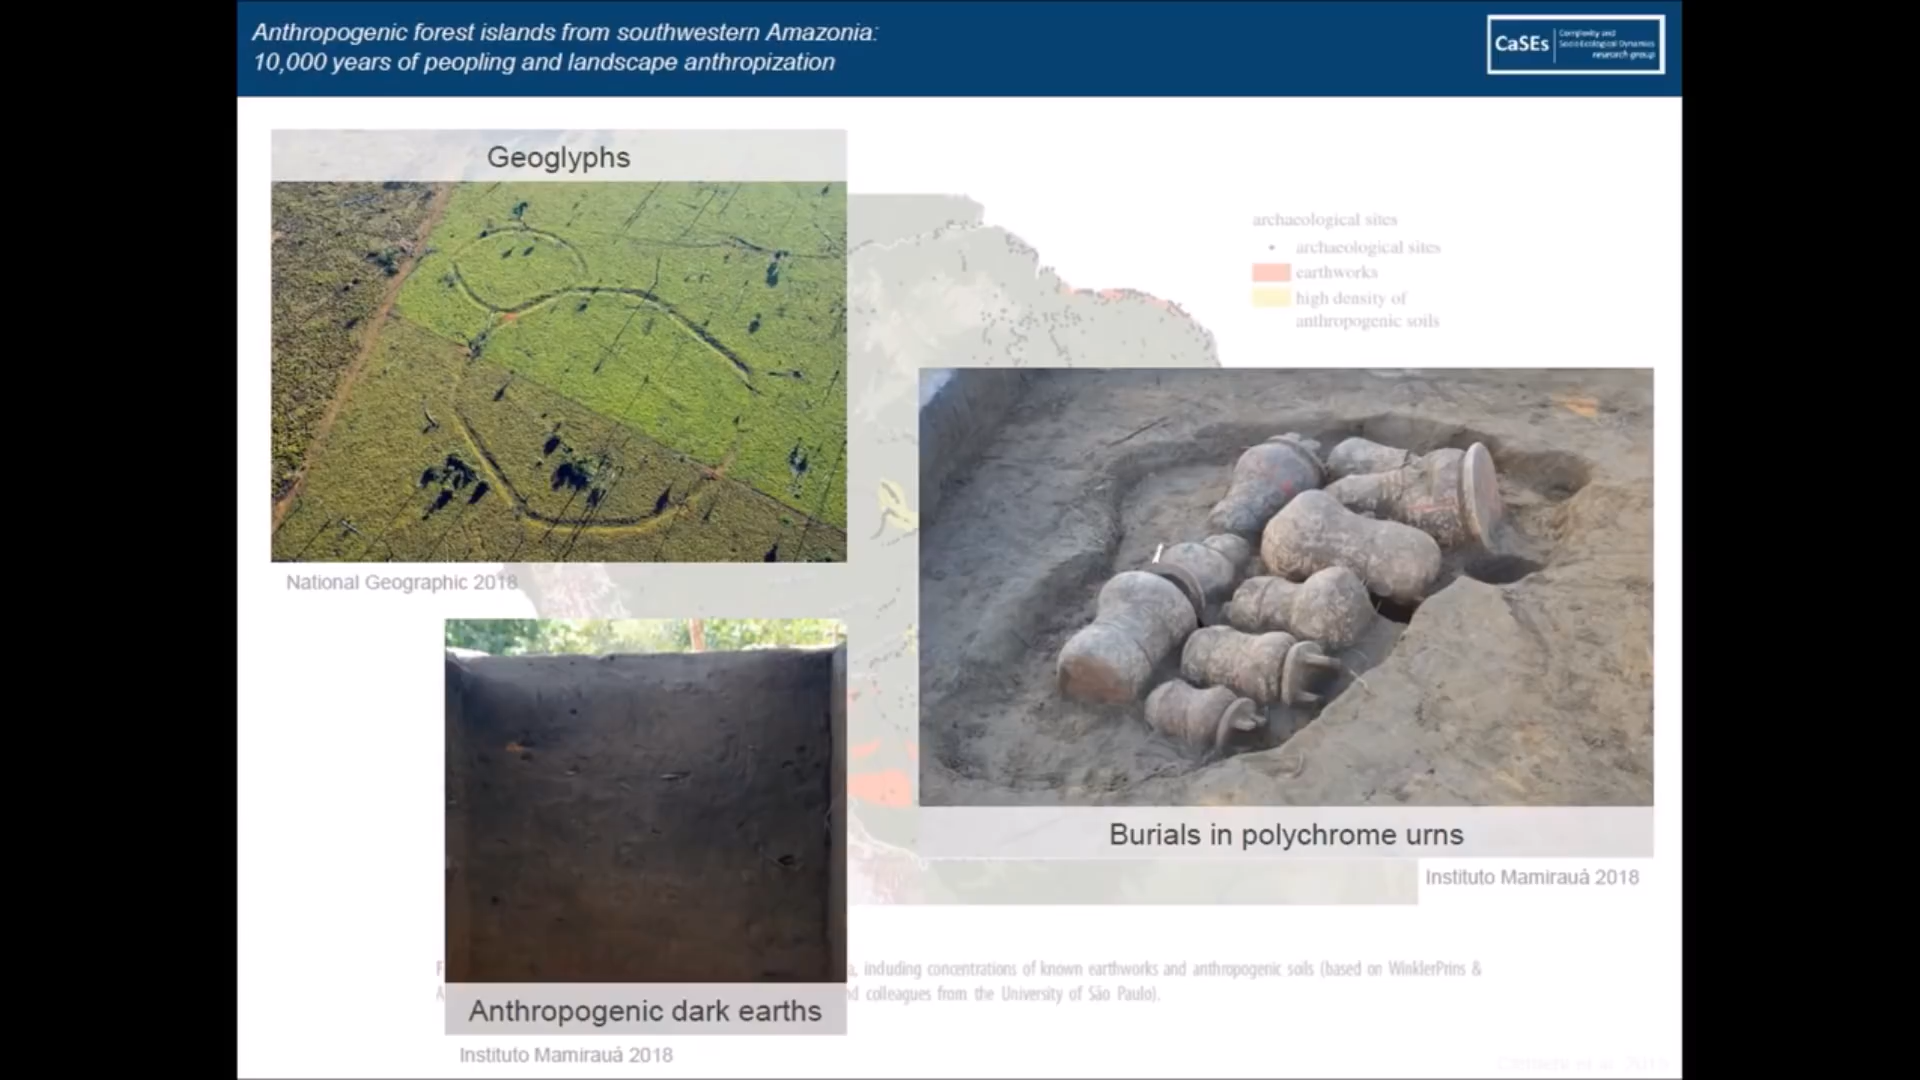 Anthropogenic forest islands from southwestern Amazonia:
10,000 years of peopling and landscape anthropization
CaSEs
Complexity and
Socio-Ecological Dynamics
research group
Geoglyphs
National Geographic 2018
archaeological sites
archaeological sites
earthworks
high density of
anthropogenic soils
Burials in polychrome urns
Instituto Mamirauá 2018
including concentrations of known earthworks and anthropogenic soils (based on WinklerPrins &
colleagues from the University of São Paulo).
Anthropogenic dark earths
Instituto Mamirauá 2018